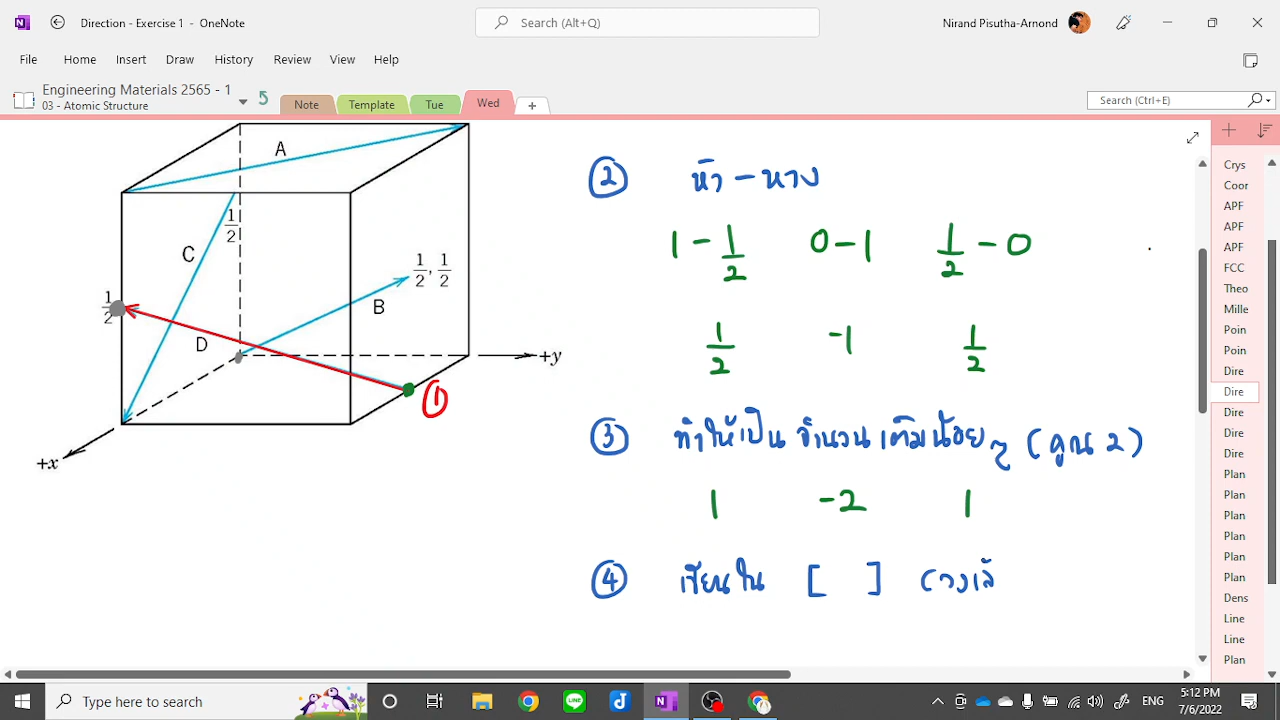 Direction - Exercise 1 - OneNote
Search (Alt+Q)
Nirand Pisutha-Arnond
File Home Insert Draw History Review View Help
Engineering Materials 2565 - 1
03 - Atomic Structure
Note Template Tue Wed +
Search (Ctrl+E)
A
1/2
C
1/2, 1/2
B
1/2
D
+y
①
+x
② หัว - หาง
1 - 1/2 0 - 1 1/2 - 0
1/2 -1 1/2
③ ทำให้เป็น จำนวน เต็มน้อย ๆ (คูณ 2)
1 -2 1
④ เขียนใน [ ] (วงเล็
Crys
Coor
APF
APF
APF
FCC
Theo
Mille
Poin
Poin
Dire
Dire
Dire
Dire
Dire
Plan
Plan
Plan
Plan
Plan
Plan
Dens
Line
Line
Plan
Type here to search
ENG
5:12 PM
7/6/2022